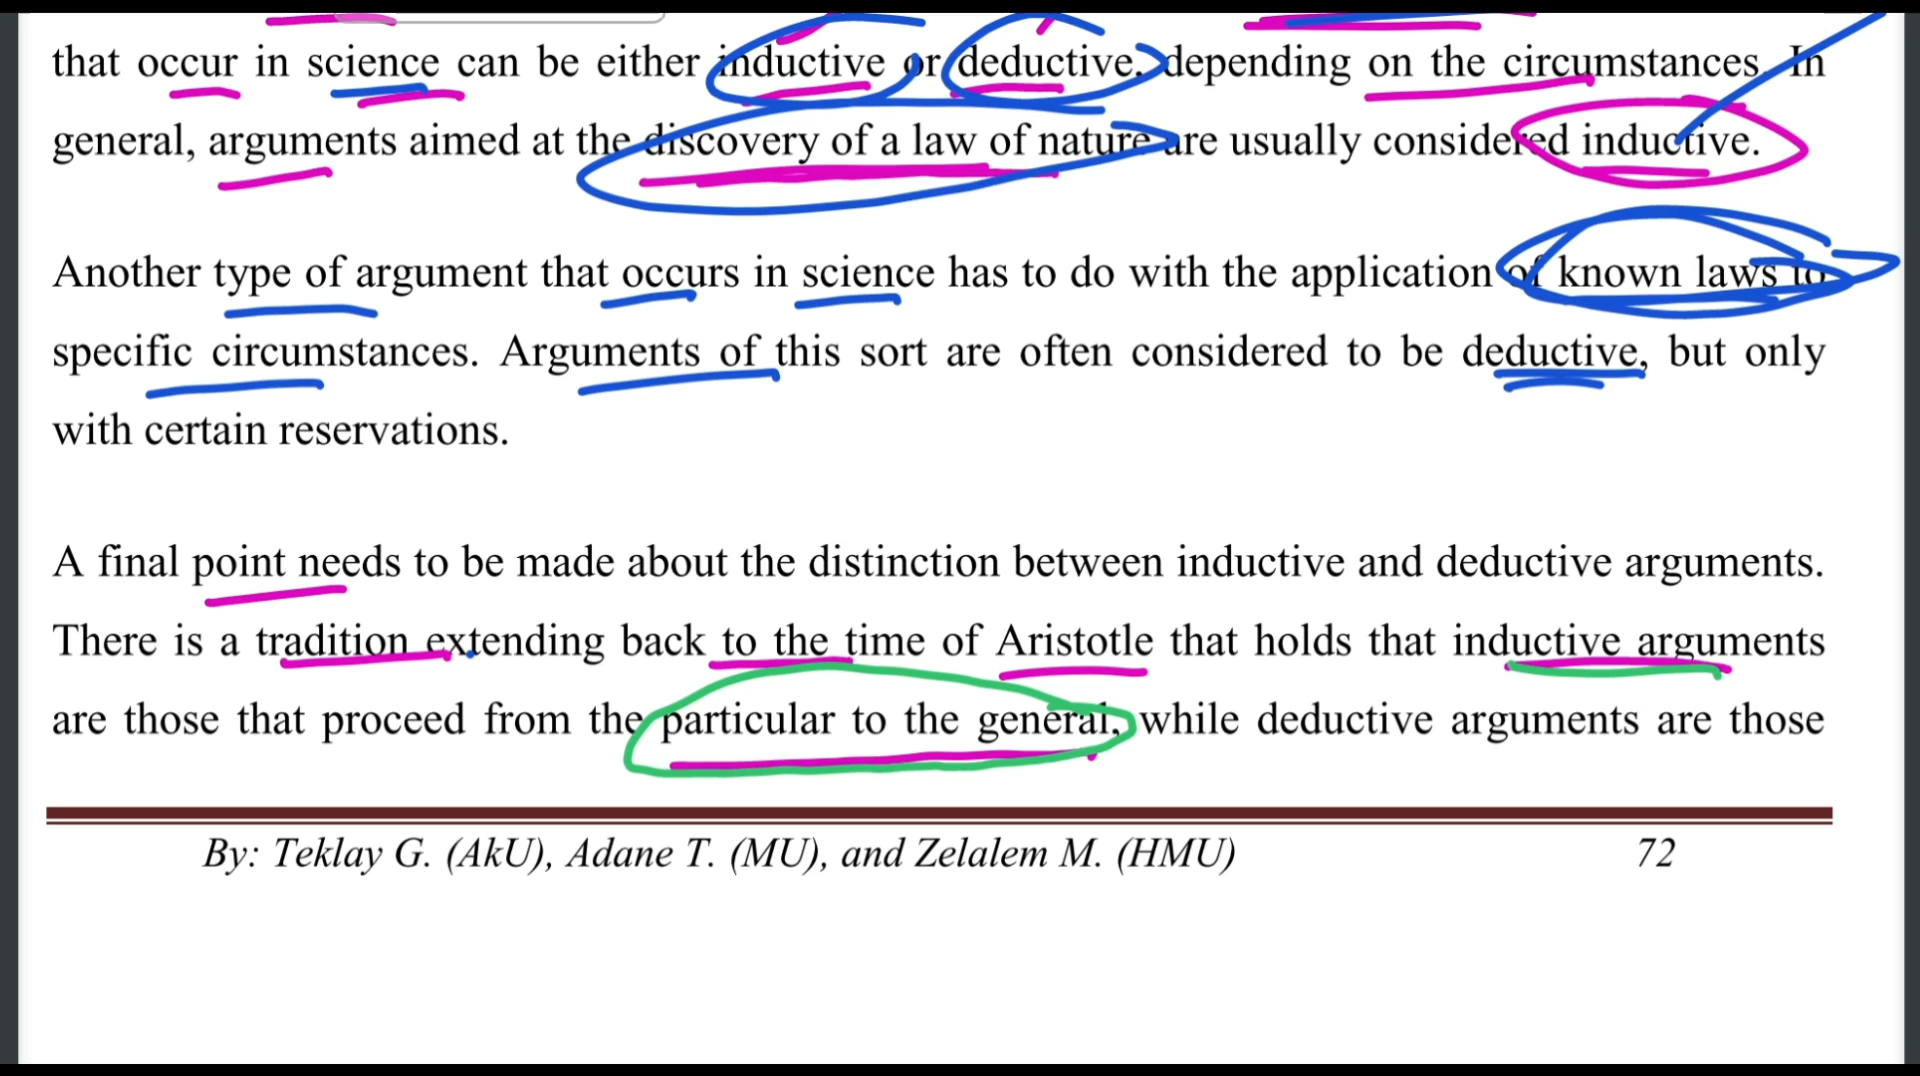 that occur in science can be either inductive or deductive, depending on the circumstances. In
general, arguments aimed at the discovery of a law of nature are usually considered inductive.
Another type of argument that occurs in science has to do with the application of known laws to
specific circumstances. Arguments of this sort are often considered to be deductive, but only
with certain reservations.
A final point needs to be made about the distinction between inductive and deductive arguments.
There is a tradition extending back to the time of Aristotle that holds that inductive arguments
are those that proceed from the particular to the general, while deductive arguments are those
By: Teklay G. (AkU), Adane T. (MU), and Zelalem M. (HMU) 72